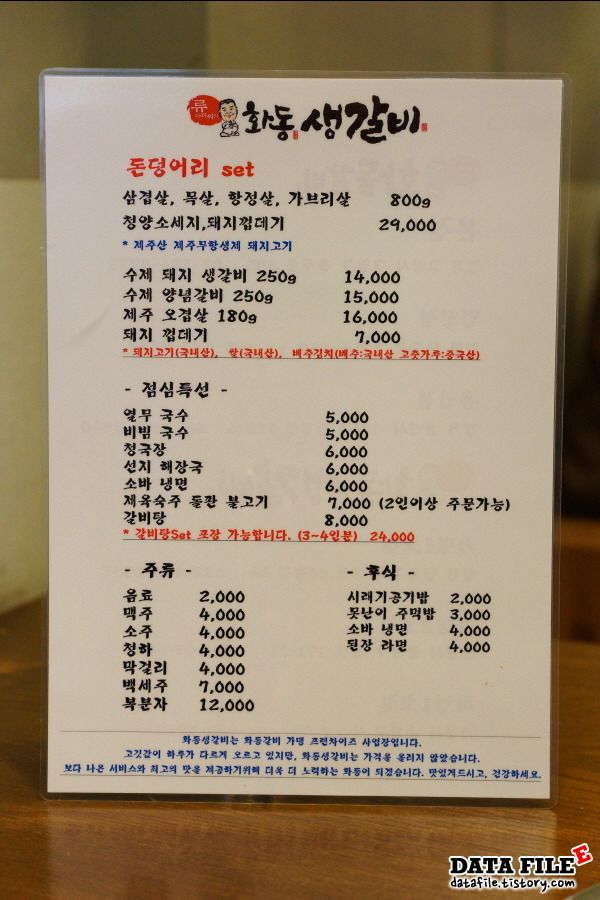 류
화동 생갈비
돈덩어리 set
삼겹살, 목살, 항정살, 가브리살 800g
청양소세지,돼지껍데기 29,000
* 제주산 제주무항생제 돼지고기
수제 돼지 생갈비 250g 14,000
수제 양념갈비 250g 15,000
제주 오겹살 180g 16,000
돼지 껍데기 7,000
* 돼지고기(국내산), 쌀(국내산), 배추김치(배추:국내산 고춧가루:중국산)
- 점심특선 -
열무 국수 5,000
비빔 국수 5,000
청국장 6,000
선지 해장국 6,000
소바 냉면 6,000
제육숙주 돌판 불고기 7,000 (2인이상 주문가능)
갈비탕 8,000
* 갈비탕Set 포장 가능합니다. (3~4인분) 24,000
- 주류 -
음료 2,000
맥주 4,000
소주 4,000
청하 4,000
막걸리 4,000
백세주 7,000
복분자 12,000
- 후식 -
시래기공기밥 2,000
못난이 주먹밥 3,000
소바 냉면 4,000
된장 라면 4,000
화동생갈비는 화동갈비 가맹 프랜차이즈 사업장입니다.
고깃값이 하루가 다르게 오르고 있지만, 화동생갈비는 가격을 올리지 않았습니다.
보다 나은 서비스와 최고의 맛을 제공하기위해 더욱 더 노력하는 화동이 되겠습니다. 맛있게드시고, 건강하세요.
DATA FILE E
datafile.tistory.com